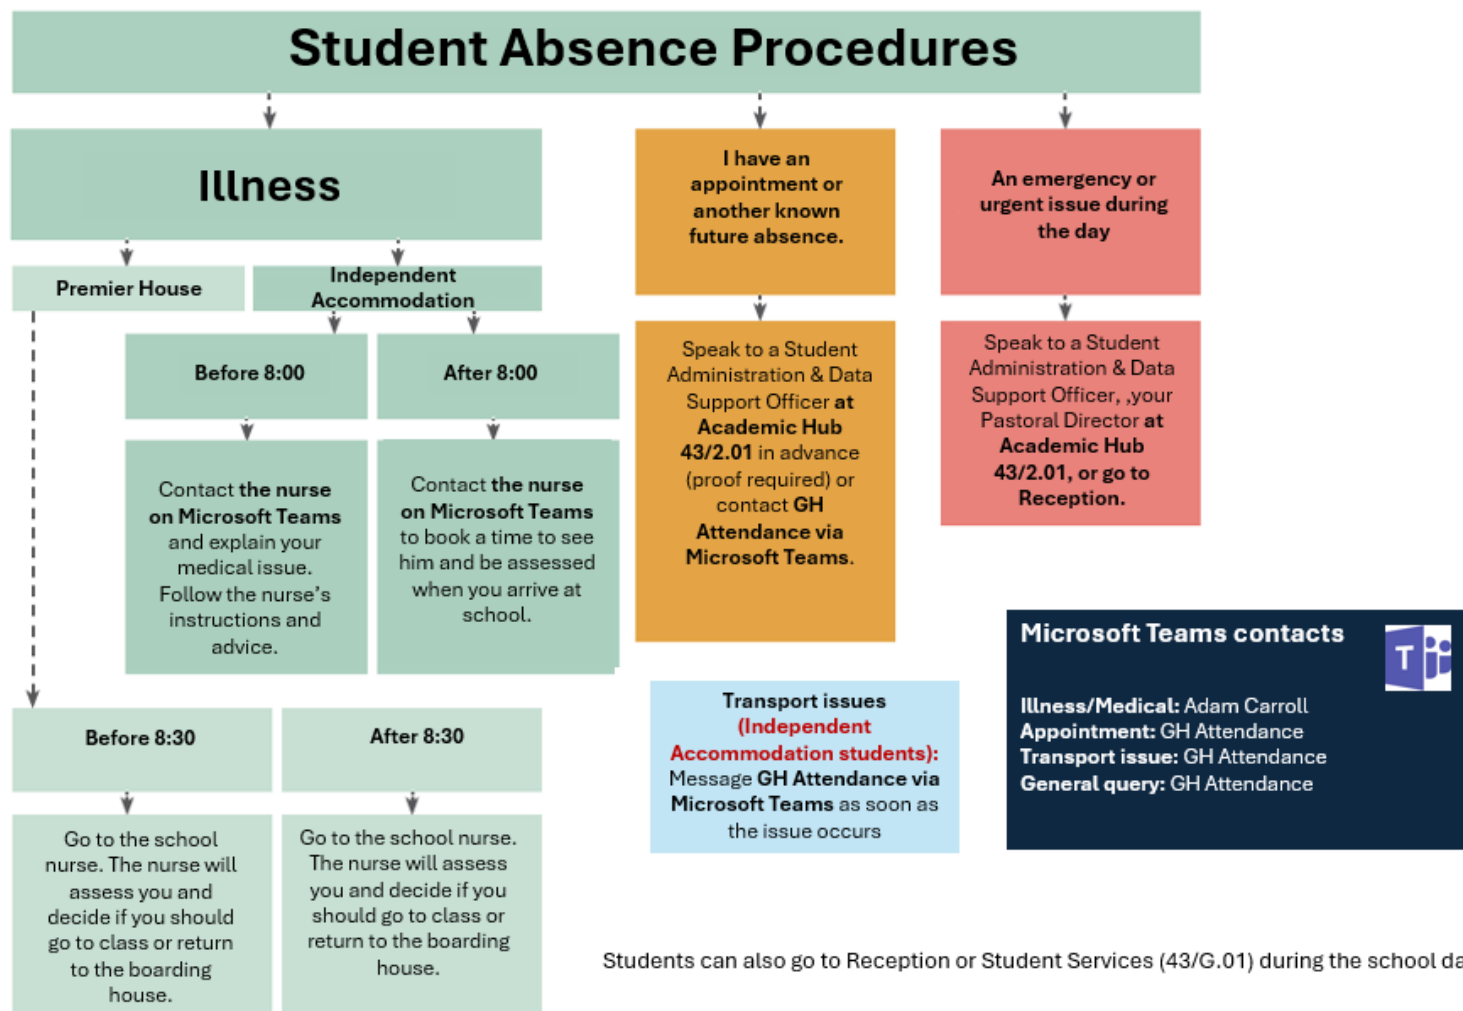 Student Absence Procedures
Illness
Premier House
Independent
Accommodation
Before 8:00
Contact the nurse
on Microsoft Teams
and explain your
medical issue.
Follow the nurse's
instructions and
advice.
After 8:00
Contact the nurse
on Microsoft Teams
to book a time to see
him and be assessed
when you arrive at
school.
Before 8:30
Go to the school
nurse. The nurse will
assess you and
decide if you should
go to class or return
to the boarding
house.
After 8:30
Go to the school nurse.
The nurse will assess
you and decide if you
should go to class or
return to the boarding
house.
I have an
appointment or
another known
future absence.
Speak to a Student
Administration & Data
Support Officer at
Academic Hub
43/2.01 in advance
(proof required) or
contact GH
Attendance via
Microsoft Teams.
An emergency or
urgent issue during
the day
Speak to a Student
Administration & Data
Support Officer, ,your
Pastoral Director at
Academic Hub
43/2.01, or go to
Reception.
Transport issues
(Independent
Accommodation students):
Message GH Attendance via
Microsoft Teams as soon as
the issue occurs
Microsoft Teams contacts
T
Illness/Medical: Adam Carroll
Appointment: GH Attendance
Transport issue: GH Attendance
General query: GH Attendance
Students can also go to Reception or Student Services (43/G.01) during the school da